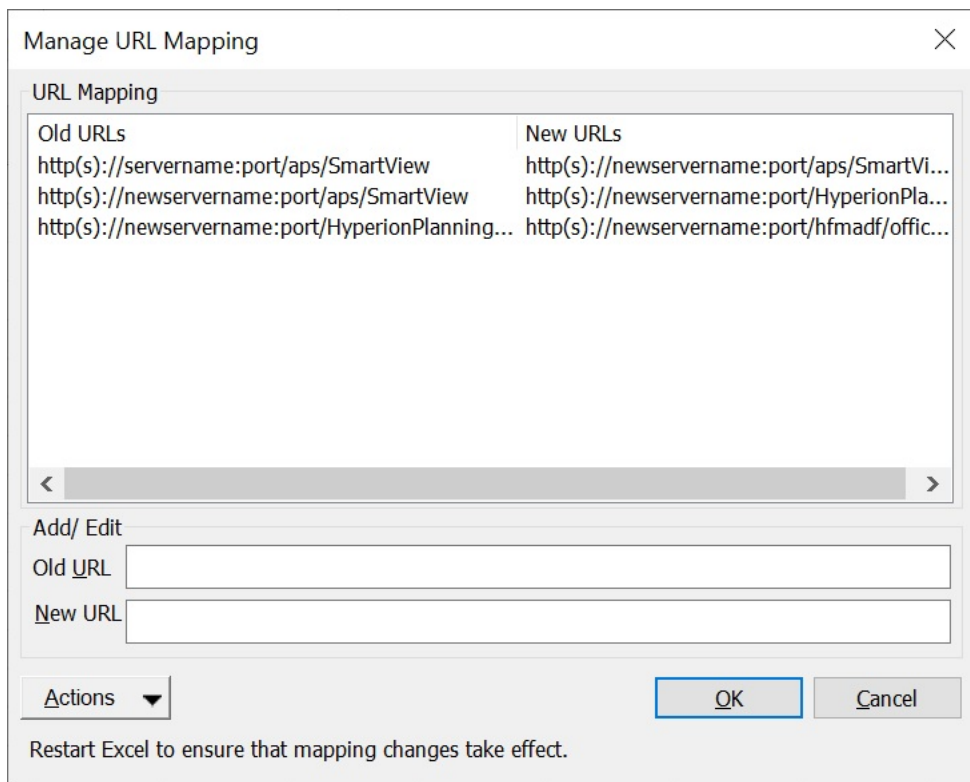 Manage URL Mapping
URL Mapping
Old URLs New URLs
http(s)://servername:port/aps/SmartView http(s)://newservername:port/aps/SmartVi...
http(s)://newservername:port/aps/SmartView http(s)://newservername:port/HyperionPla...
http(s)://newservername:port/HyperionPlanning... http(s)://newservername:port/hfmadf/offic...
Add/ Edit
Old URL
New URL
Actions OK Cancel
Restart Excel to ensure that mapping changes take effect.